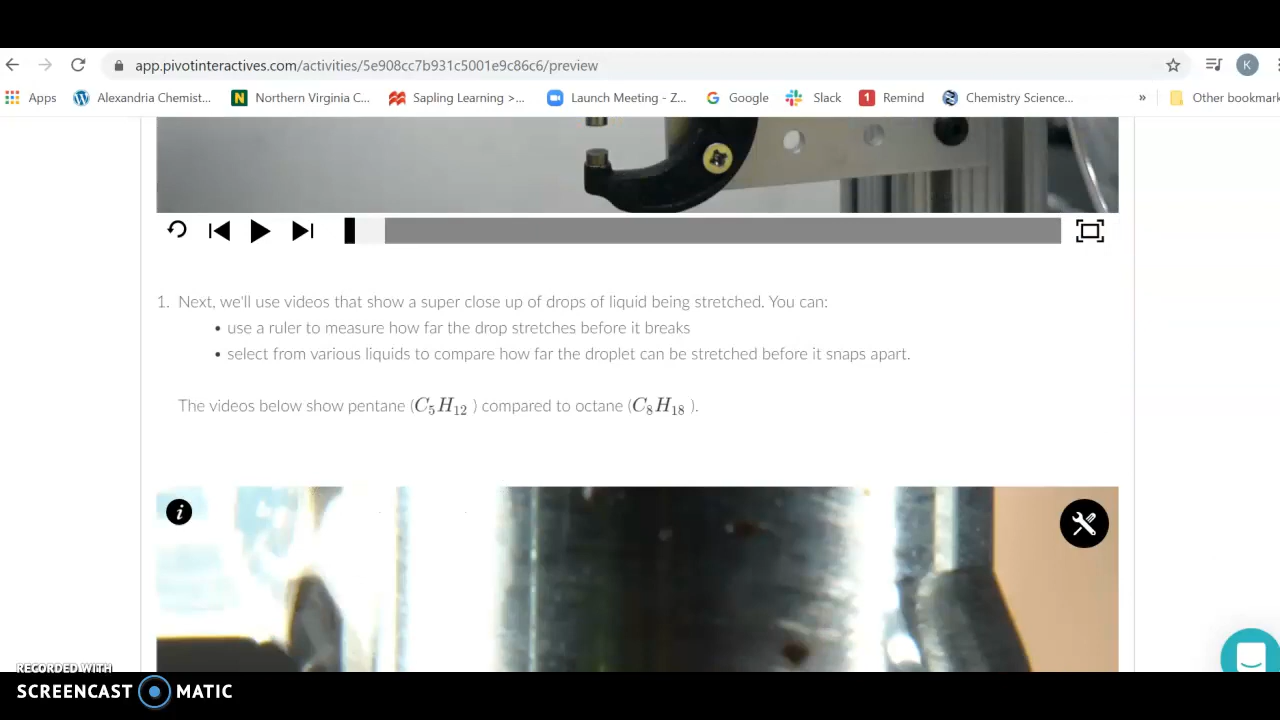 app.pivotinteractives.com/activities/5e908cc7b931c5001e9c86c6/preview K
Apps Alexandria Chemist... N Northern Virginia C... Sapling Learning >... Launch Meeting - Z... G Google Slack 1 Remind Chemistry Science... » Other bookmark
1. Next, we'll use videos that show a super close up of drops of liquid being stretched. You can:
• use a ruler to measure how far the drop stretches before it breaks
• select from various liquids to compare how far the droplet can be stretched before it snaps apart.
The videos below show pentane (C₅H₁₂ ) compared to octane (C₈H₁₈ ).
i
RECORDED WITH
SCREENCAST MATIC